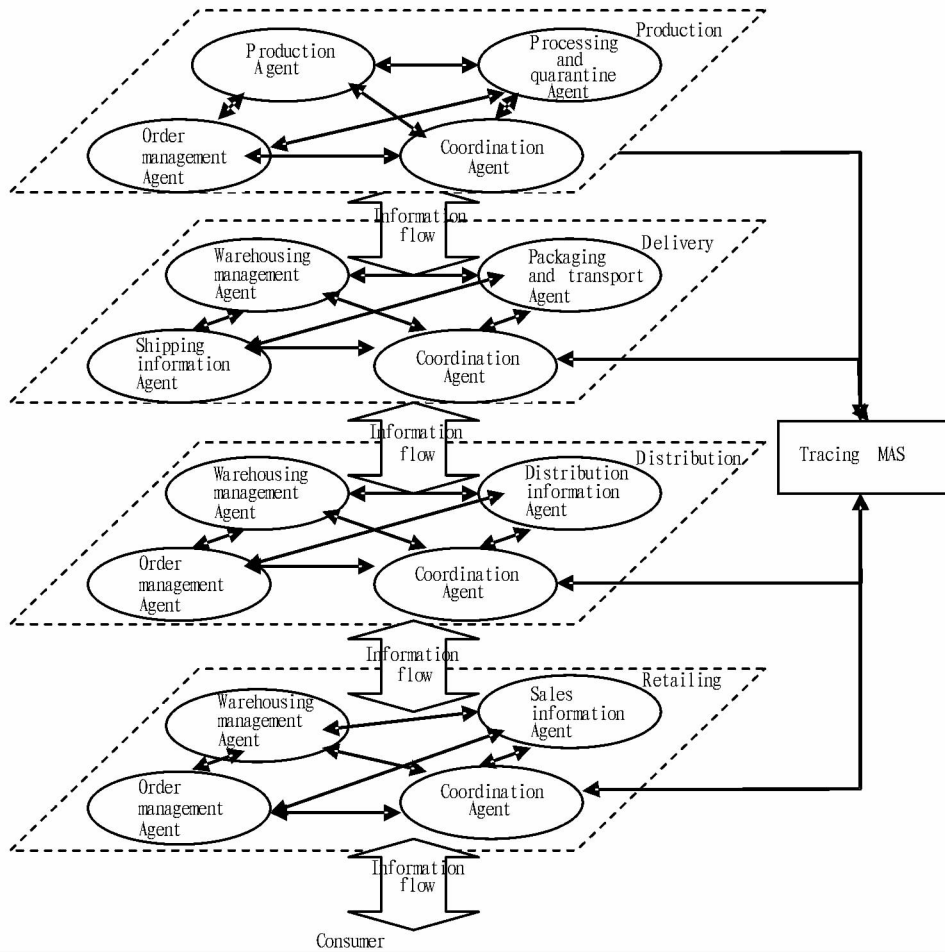 Production
Production
Agent
Processing
and
quarantine
Agent
Order
management
Agent
Coordination
Agent
Information
flow
Delivery
Warehousing
management
Agent
Packaging
and transport
Agent
Shipping
information
Agent
Coordination
Agent
Information
flow
Tracing MAS
Distribution
Warehousing
management
Agent
Distribution
information
Agent
Order
management
Agent
Coordination
Agent
Information
flow
Retailing
Warehousing
management
Agent
Sales
information
Agent
Order
management
Agent
Coordination
Agent
Information
flow
Consumer